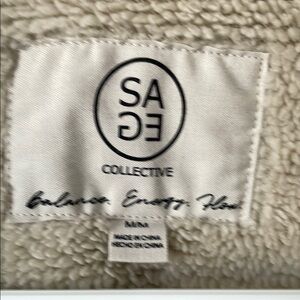 SA
GE
COLLECTIVE
Balance. Energy. Flow
M/M
MADE IN CHINA
HECHO EN CHINA